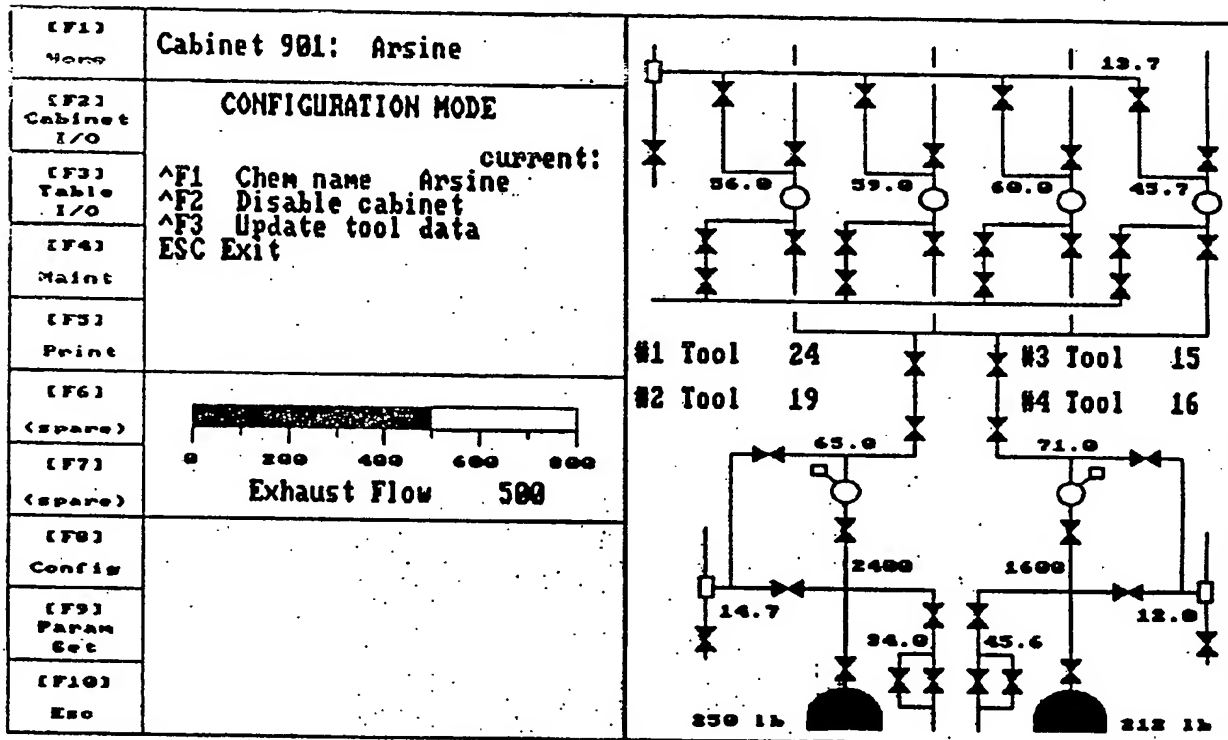 [F1]
Home
[F2]
Cabinet
I/O
[F3]
Table
I/O
[F4]
Maint
[F5]
Print
[F6]
(spare)
[F7]
(spare)
[F8]
Config
[F9]
Param
Set
[F10]
Esc
Cabinet 901: Arsine
CONFIGURATION MODE
current:
^F1 Chem name Arsine
^F2 Disable cabinet
^F3 Update tool data
ESC Exit
0 200 400 600 800
Exhaust Flow 500
13.7
56.0 59.0 60.0 45.7
#1 Tool 24 #3 Tool 15
#2 Tool 19 #4 Tool 16
65.0 71.0
2400 1600
14.7 12.0
34.0 45.6
250 lb 212 lb